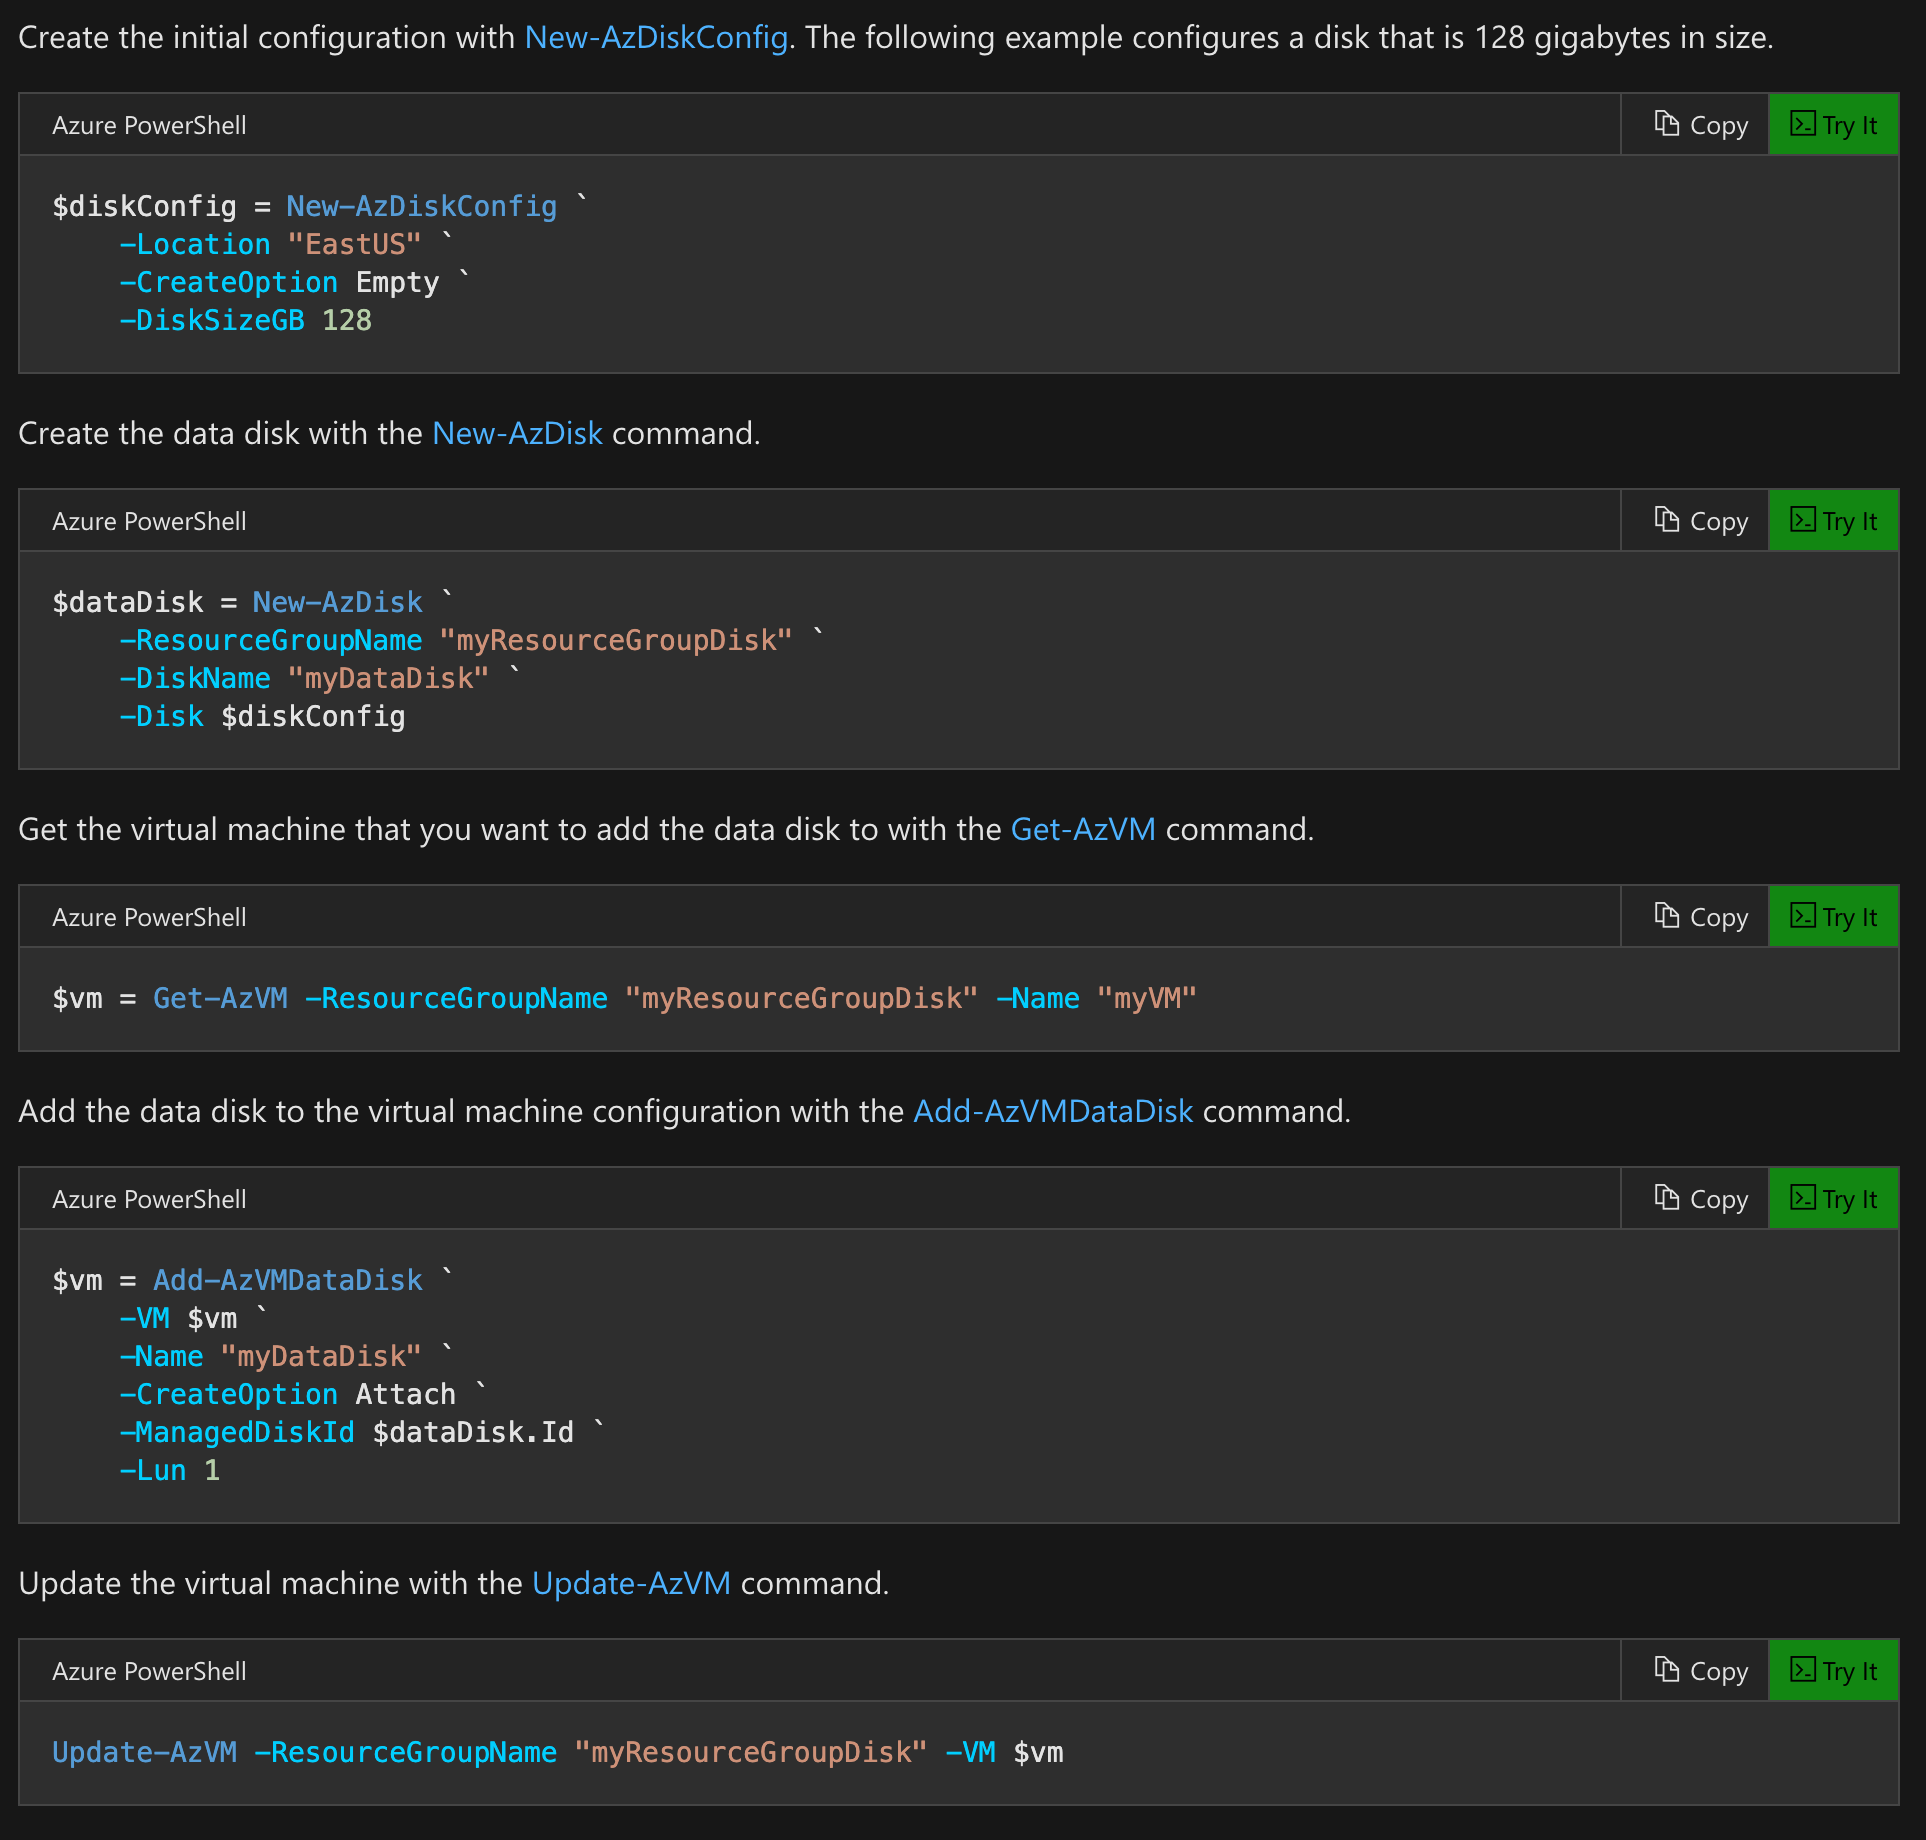 Create the initial configuration with New-AzDiskConfig. The following example configures a disk that is 128 gigabytes in size.
Azure PowerShell
Copy
Try It
$diskConfig = New-AzDiskConfig `
    -Location "EastUS" `
    -CreateOption Empty `
    -DiskSizeGB 128
Create the data disk with the New-AzDisk command.
Azure PowerShell
Copy
Try It
$dataDisk = New-AzDisk `
    -ResourceGroupName "myResourceGroupDisk" `
    -DiskName "myDataDisk" `
    -Disk $diskConfig
Get the virtual machine that you want to add the data disk to with the Get-AzVM command.
Azure PowerShell
Copy
Try It
$vm = Get-AzVM -ResourceGroupName "myResourceGroupDisk" -Name "myVM"
Add the data disk to the virtual machine configuration with the Add-AzVMDataDisk command.
Azure PowerShell
Copy
Try It
$vm = Add-AzVMDataDisk `
    -VM $vm `
    -Name "myDataDisk" `
    -CreateOption Attach `
    -ManagedDiskId $dataDisk.Id `
    -Lun 1
Update the virtual machine with the Update-AzVM command.
Azure PowerShell
Copy
Try It
Update-AzVM -ResourceGroupName "myResourceGroupDisk" -VM $vm